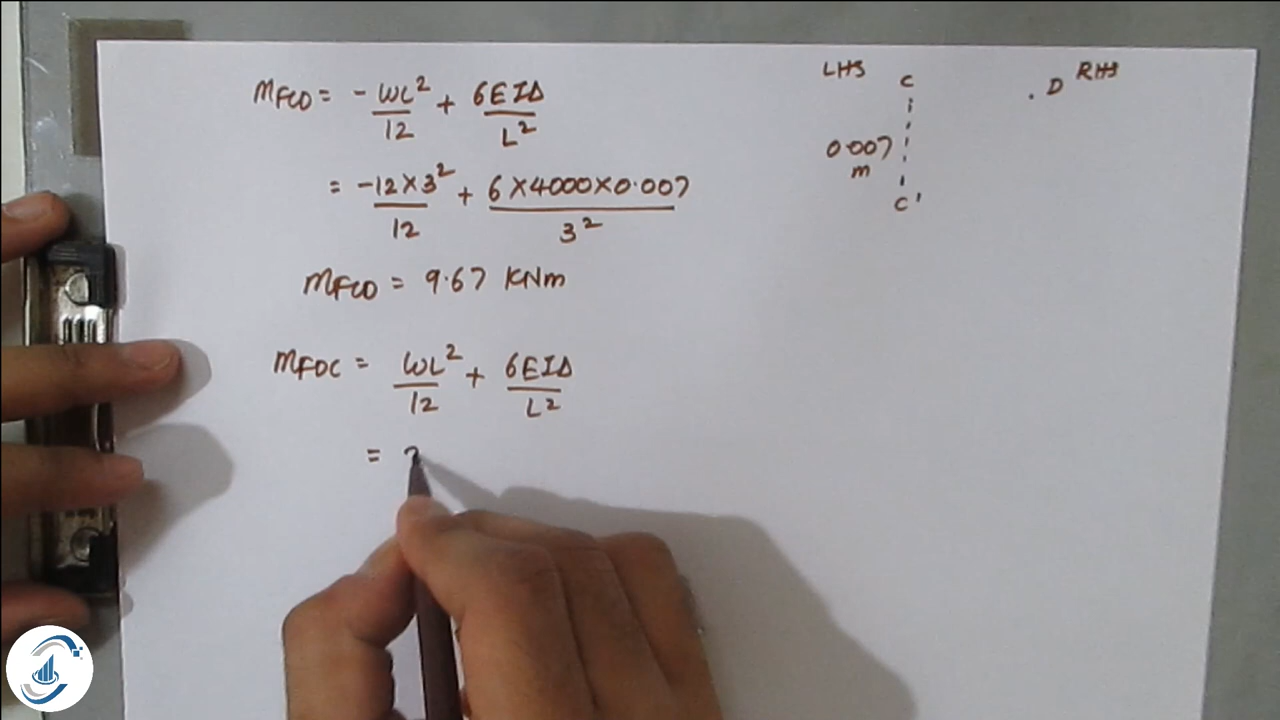 MFCD = -WL²/12 + 6EIΔ/L²
= -12×3²/12 + 6×4000×0.007/3²
MFCD = 9.67 KNm
MFDC = WL²/12 + 6EIΔ/L²
=
LHS
C
. D RHS
0.007
m
C'